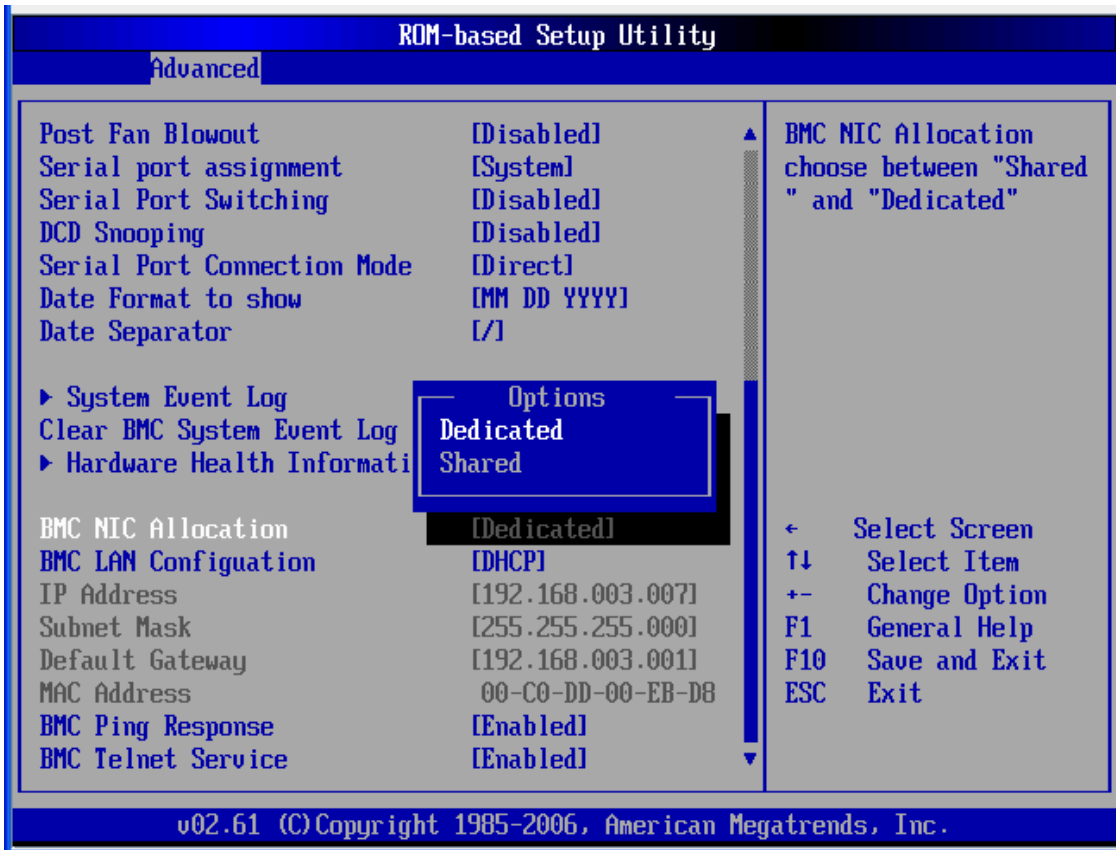 ROM-based Setup Utility
Advanced
Post Fan Blowout [Disabled]
Serial port assignment [System]
Serial Port Switching [Disabled]
DCD Snooping [Disabled]
Serial Port Connection Mode [Direct]
Date Format to show [MM DD YYYY]
Date Separator [/]
▶ System Event Log
Clear BMC System Event Log
▶ Hardware Health Informati
Options
Dedicated
Shared
BMC NIC Allocation [Dedicated]
BMC LAN Configuation [DHCP]
IP Address [192.168.003.007]
Subnet Mask [255.255.255.000]
Default Gateway [192.168.003.001]
MAC Address 00-C0-DD-00-EB-D8
BMC Ping Response [Enabled]
BMC Telnet Service [Enabled]
BMC NIC Allocation
choose between "Shared
" and "Dedicated"
← Select Screen
↑↓ Select Item
+- Change Option
F1 General Help
F10 Save and Exit
ESC Exit
v02.61 (C)Copyright 1985-2006, American Megatrends, Inc.